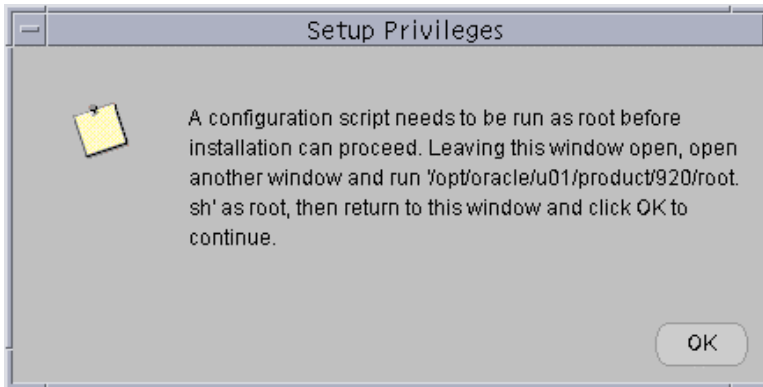 Setup Privileges
A configuration script needs to be run as root before
installation can proceed. Leaving this window open, open
another window and run '/opt/oracle/u01/product/920/root.
sh' as root, then return to this window and click OK to
continue.
OK